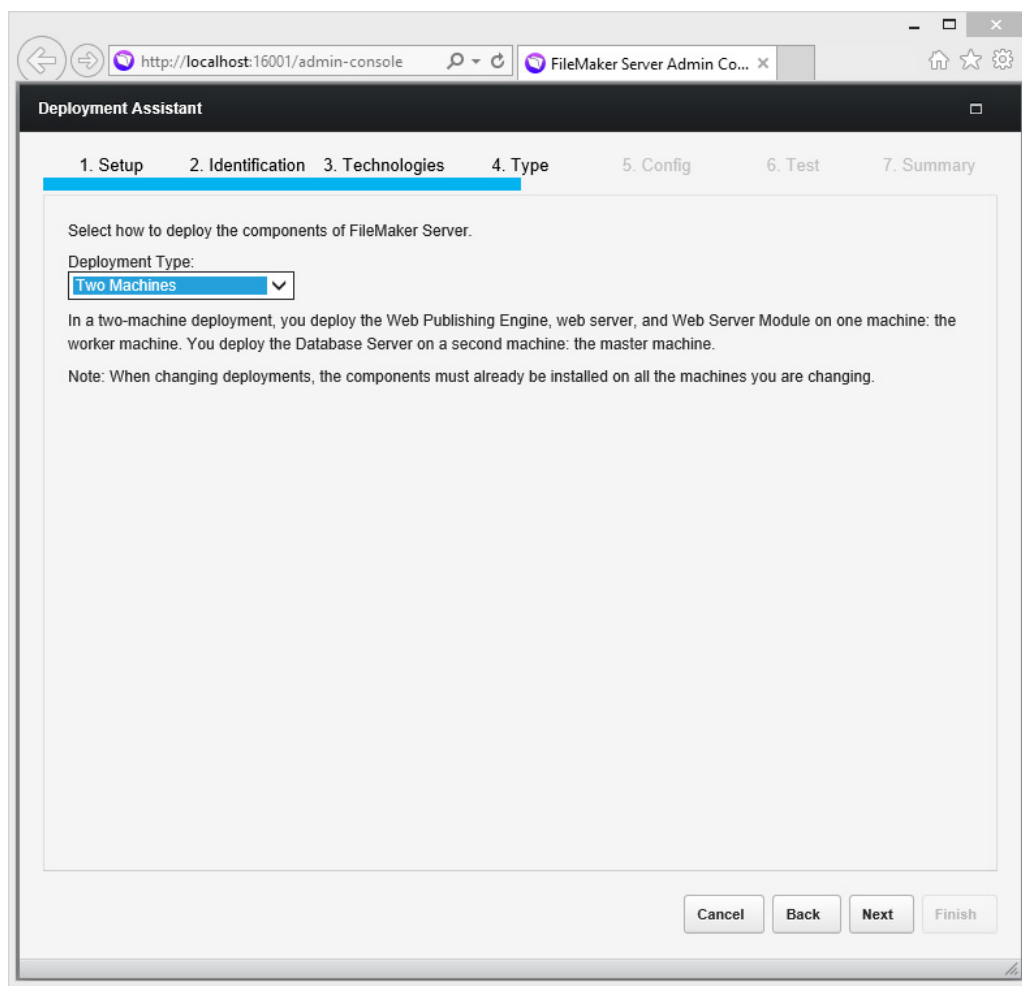 http://localhost:16001/admin-console
FileMaker Server Admin Co...
Deployment Assistant
1. Setup 2. Identification 3. Technologies 4. Type 5. Config 6. Test 7. Summary
Select how to deploy the components of FileMaker Server.
Deployment Type:
Two Machines
In a two-machine deployment, you deploy the Web Publishing Engine, web server, and Web Server Module on one machine: the
worker machine. You deploy the Database Server on a second machine: the master machine.
Note: When changing deployments, the components must already be installed on all the machines you are changing.
Cancel Back Next Finish